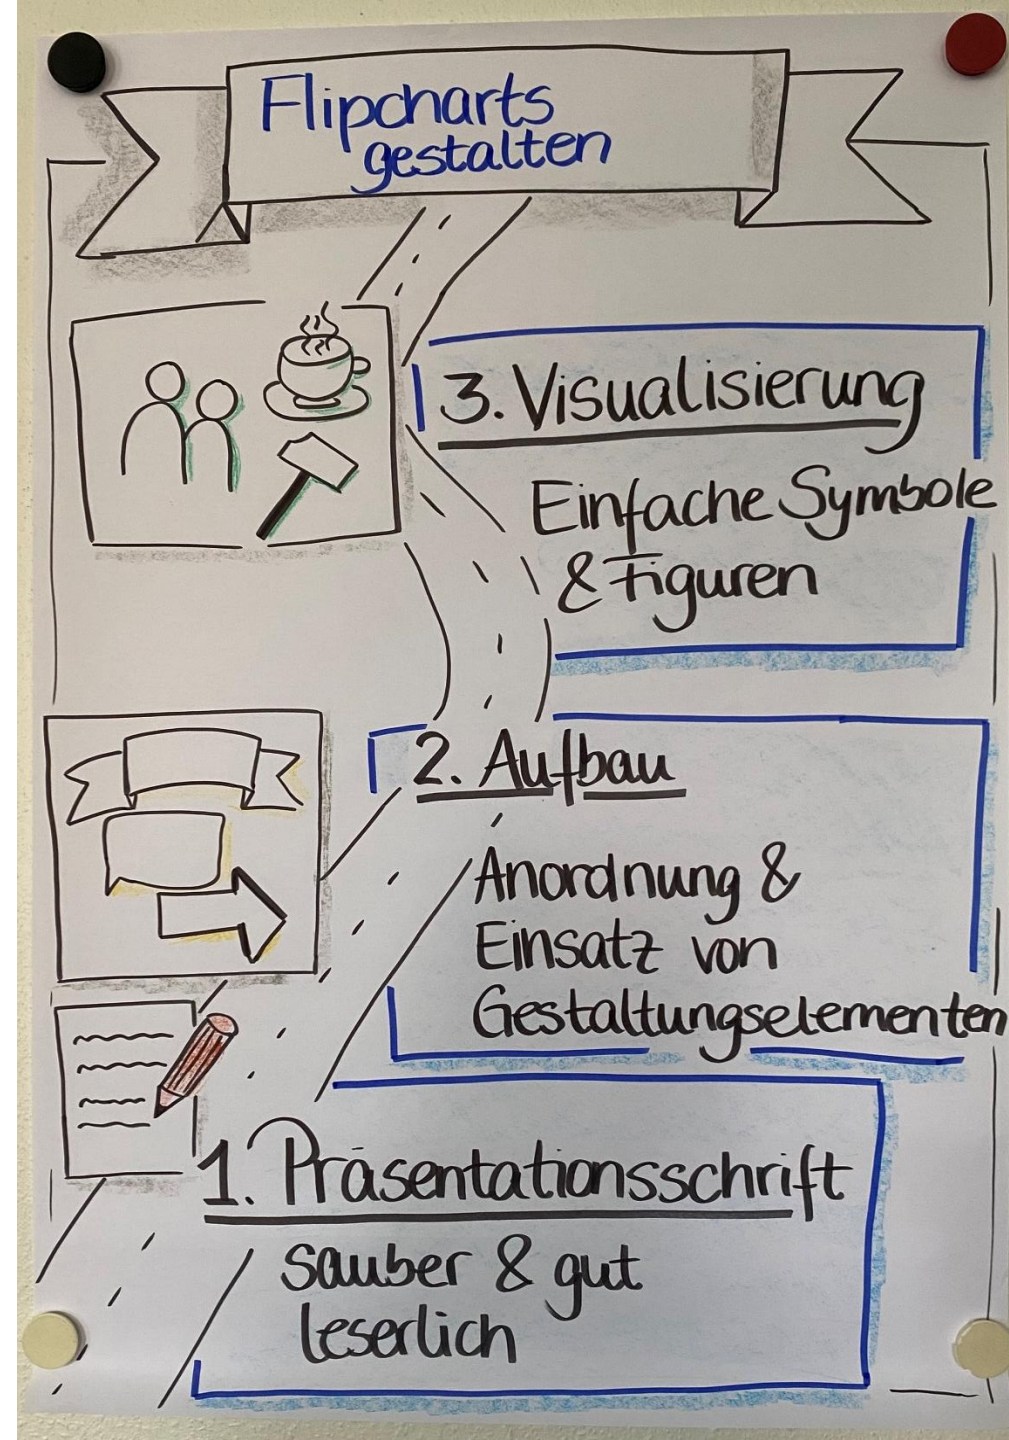 Flipcharts
gestalten
3. Visualisierung
Einfache Symbole
& Figuren
2. Aufbau
Anordnung &
Einsatz von
Gestaltungselementen
1. Präsentationsschrift
sauber & gut
leserlich